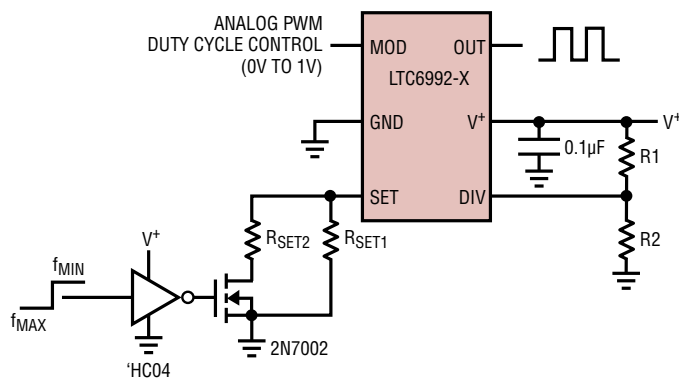 ANALOG PWM
DUTY CYCLE CONTROL
(0V TO 1V)
MOD
OUT
LTC6992-X
GND
V+
V+
0.1µF
R1
SET
DIV
R2
RSET2
RSET1
V+
fMIN
fMAX
2N7002
'HC04